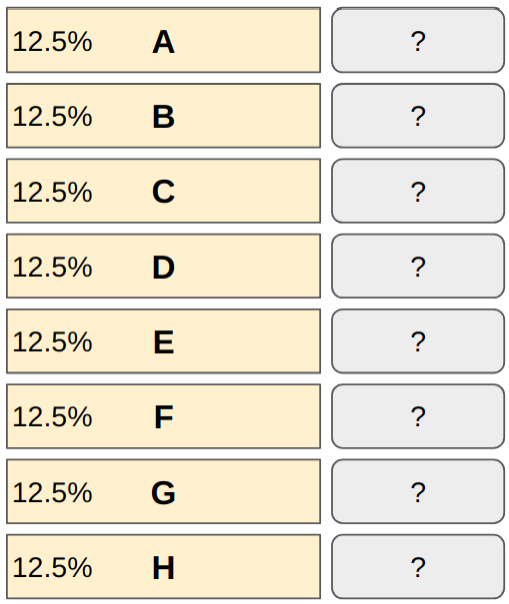 12.5% A ?
12.5% B ?
12.5% C ?
12.5% D ?
12.5% E ?
12.5% F ?
12.5% G ?
12.5% H ?